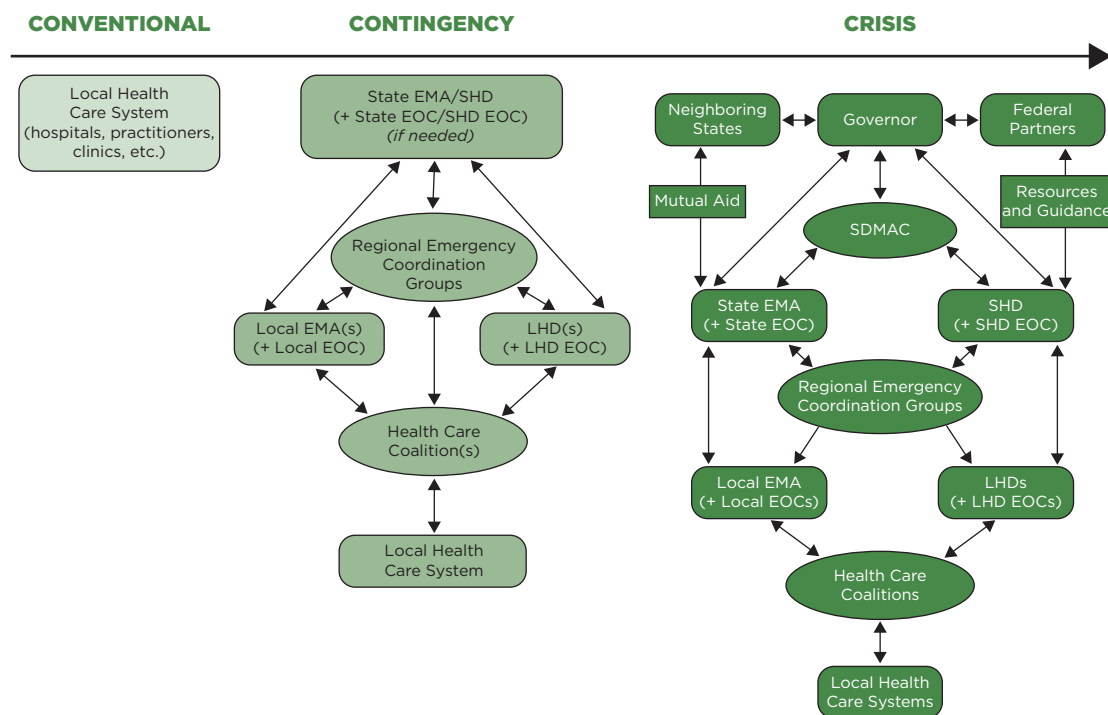 CONVENTIONAL
CONTINGENCY
CRISIS
Local Health
Care System
(hospitals, practitioners,
clinics, etc.)
State EMA/SHD
(+ State EOC/SHD EOC)
(if needed)
Regional Emergency
Coordination
Groups
Local EMA(s)
(+ Local EOC)
LHD(s)
(+ LHD EOC)
Health Care
Coalition(s)
Local Health
Care System
Neighboring
States
Governor
Federal
Partners
Mutual Aid
Resources
and Guidance
SDMAC
State EMA
(+ State EOC)
SHD
(+ SHD EOC)
Regional Emergency
Coordination Groups
Local EMA
(+ Local EOCs)
LHDs
(+ LHD EOCs)
Health Care
Coalitions
Local Health
Care Systems